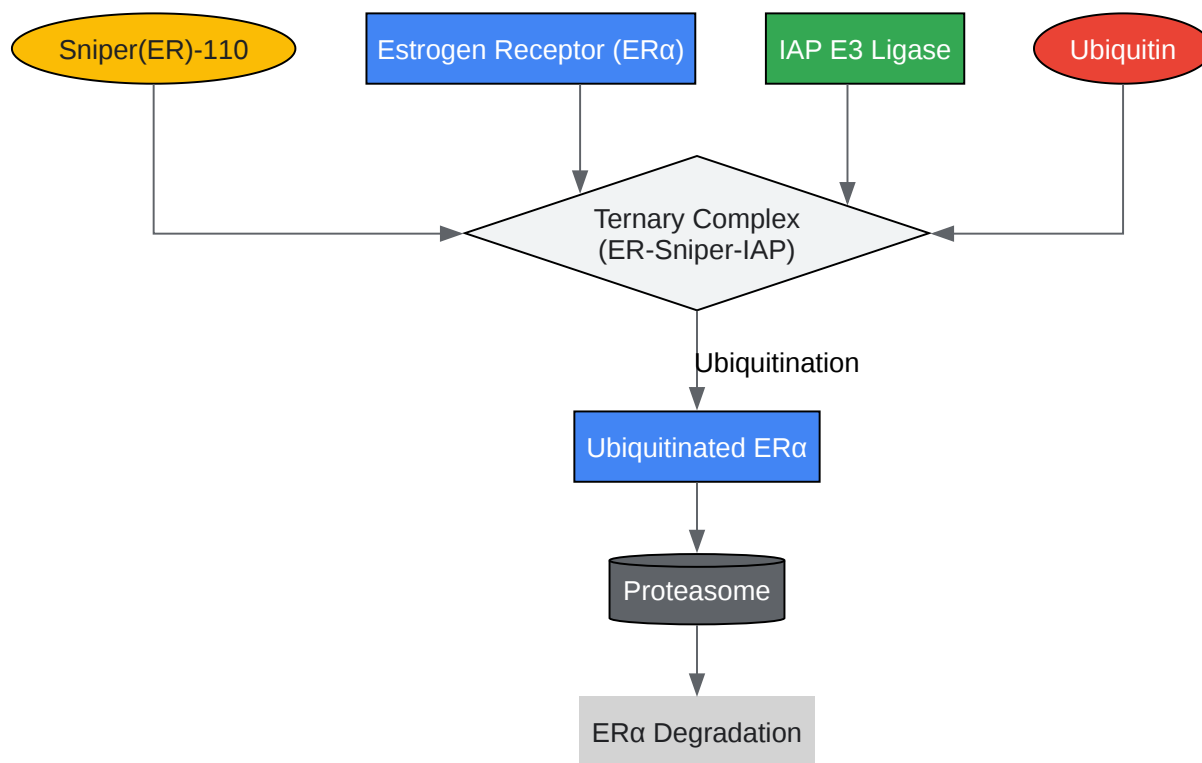 Sniper(ER)-110
Estrogen Receptor (ERα)
IAP E3 Ligase
Ubiquitin
Ternary Complex
(ER-Sniper-IAP)
Ubiquitination
Ubiquitinated ERα
Proteasome
ERα Degradation